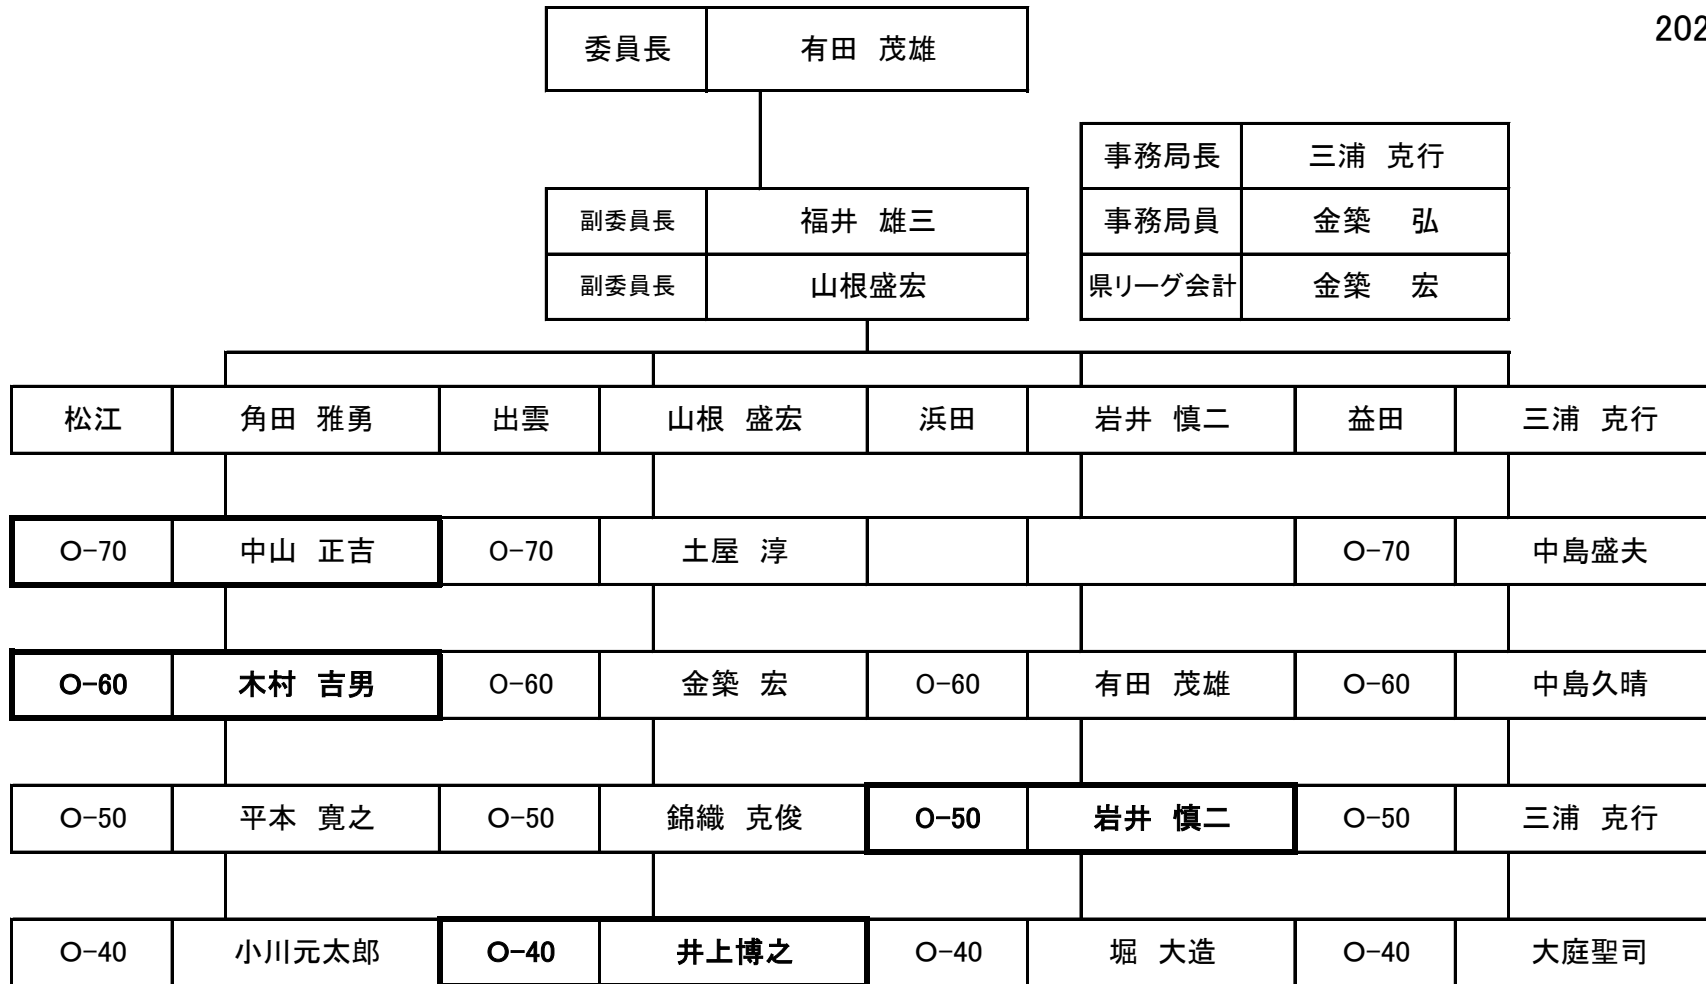 202
委員長 有田 茂雄
事務局長 三浦 克行
副委員長 福井 雄三 事務局員 金築 弘
副委員長 山根盛宏 県リーグ会計 金築 宏
松江 角田 雅勇 出雲 山根 盛宏 浜田 岩井 慎二 益田 三浦 克行
O-70 中山 正吉 O-70 土屋 淳 O-70 中島盛夫
O-60 木村 吉男 O-60 金築 宏 O-60 有田 茂雄 O-60 中島久晴
O-50 平本 寛之 O-50 錦織 克俊 O-50 岩井 慎二 O-50 三浦 克行
O-40 小川元太郎 O-40 井上博之 O-40 堀 大造 O-40 大庭聖司